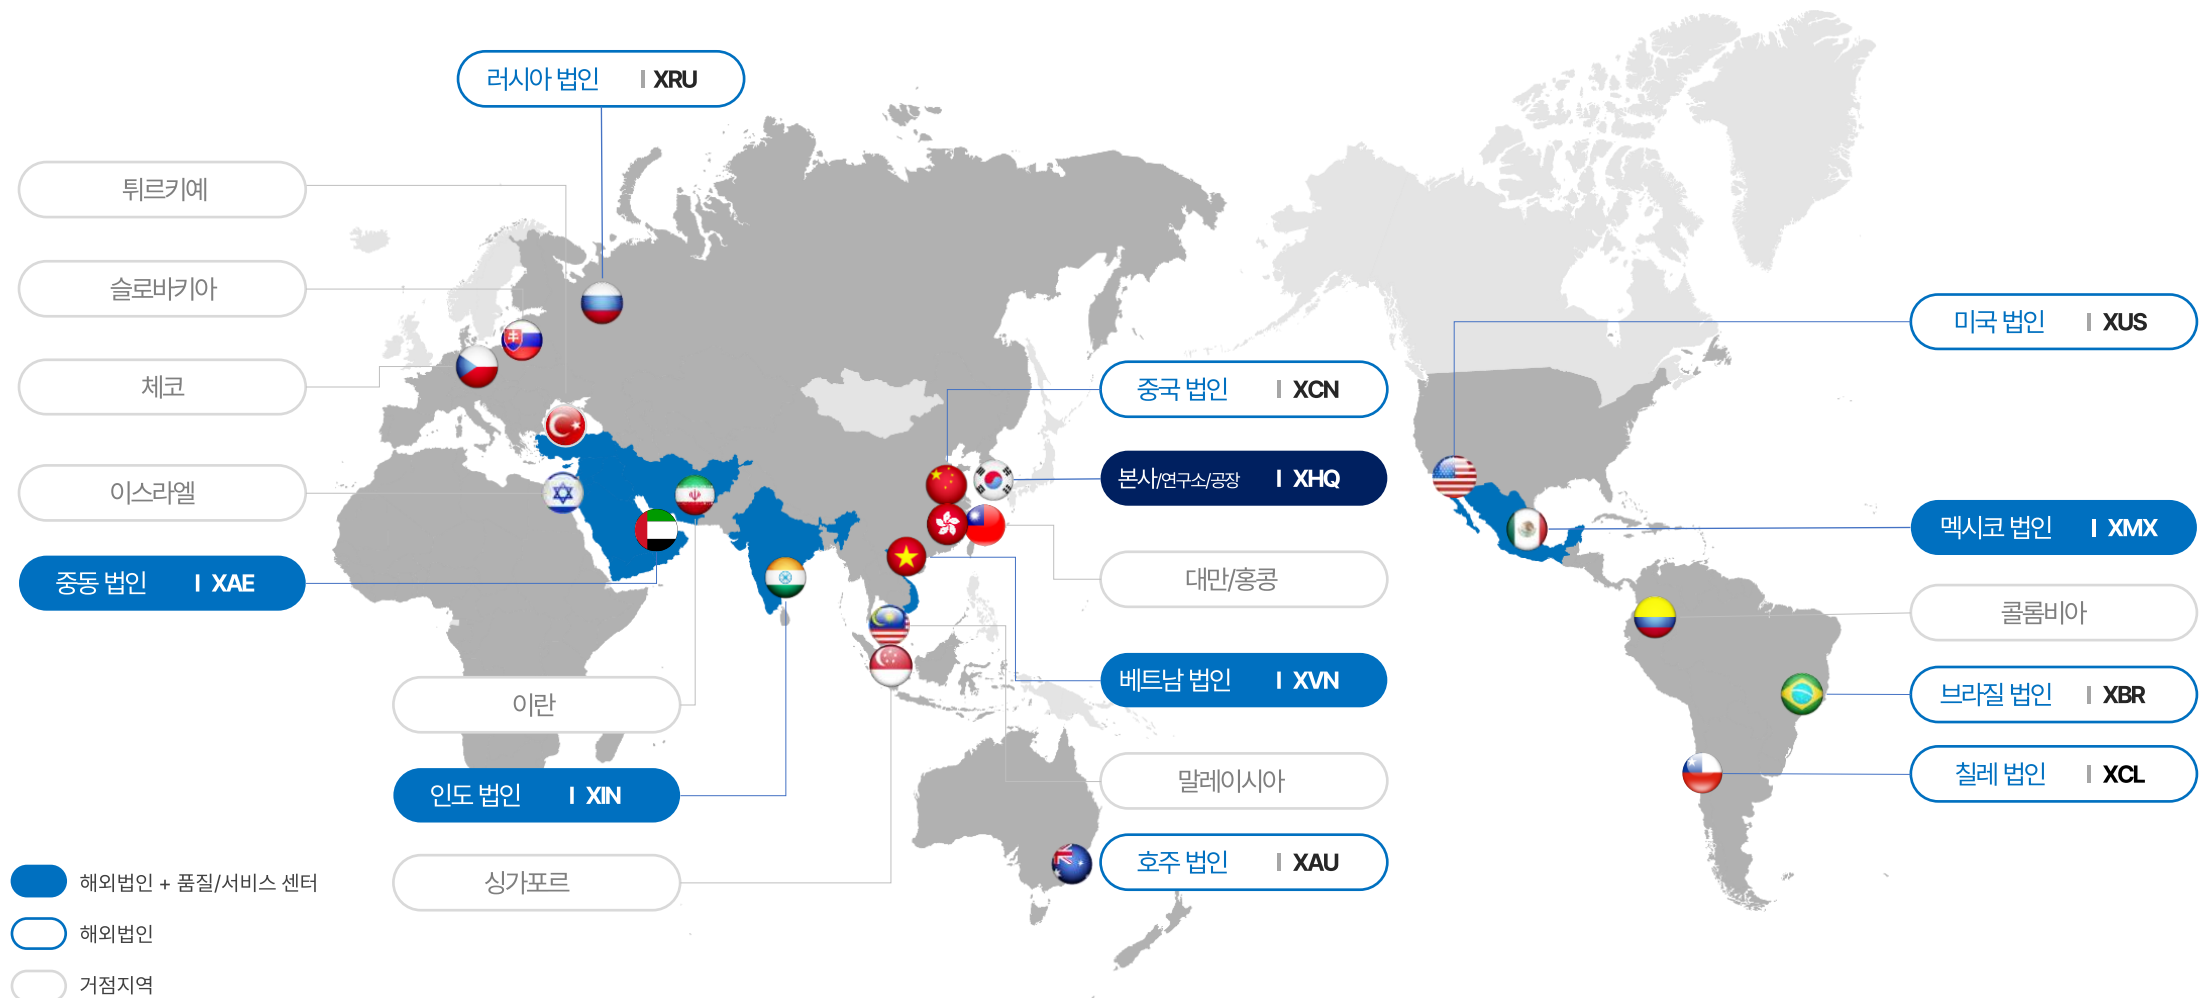 러시아 법인 | XRU
튀르키예
슬로바키아
체코
이스라엘
중동 법인 | XAE
이란
인도 법인 | XIN
싱가포르
중국 법인 | XCN
본사/연구소/공장 | XHQ
대만/홍콩
베트남 법인 | XVN
말레이시아
호주 법인 | XAU
미국 법인 | XUS
멕시코 법인 | XMX
콜롬비아
브라질 법인 | XBR
칠레 법인 | XCL
해외법인 + 품질/서비스 센터
해외법인
거점지역